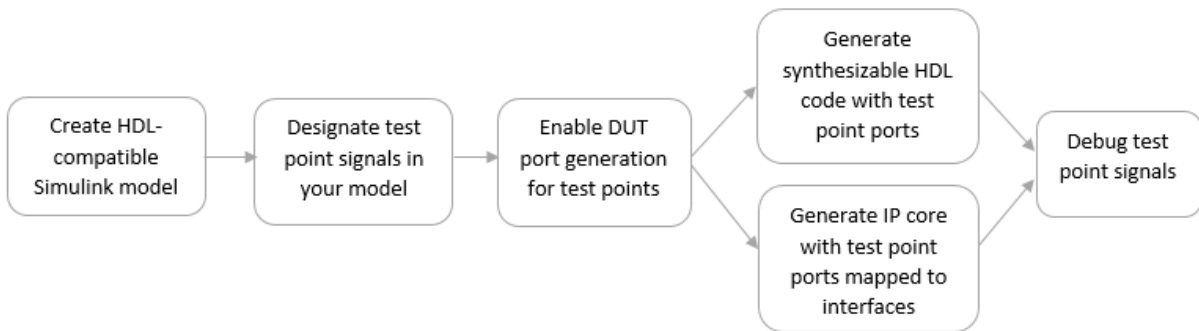 Create HDL-
compatible
Simulink model
Designate test
point signals in
your model
Enable DUT
port generation
for test points
Generate
synthesizable HDL
code with test
point ports
Generate IP core
with test point
ports mapped to
interfaces
Debug test
point signals